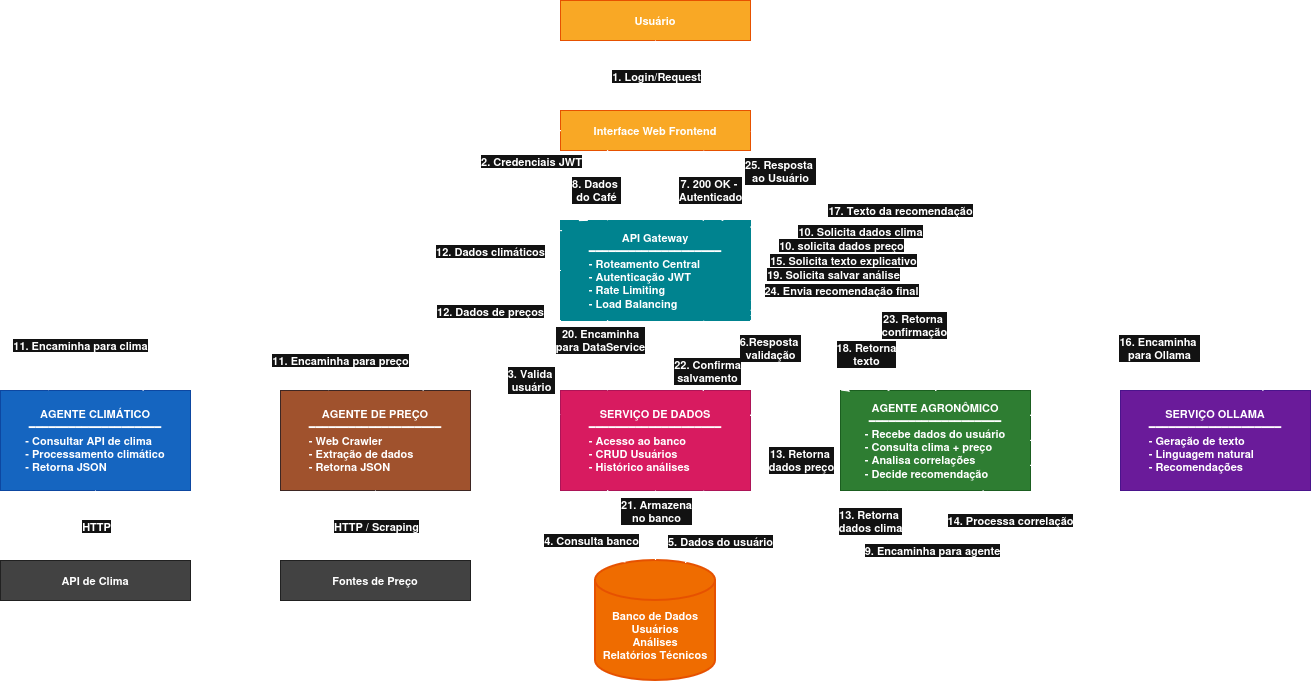 Usuário
1. Login/Request
Interface Web Frontend
2. Credenciais JWT
25. Resposta
ao Usuário
8. Dados
do Café
7. 200 OK -
Autenticado
17. Texto da recomendação
10. Solicita dados clima
10. solicita dados preço
15. Solicita texto explicativo
19. Solicita salvar análise
24. Envia recomendação final
12. Dados climáticos
12. Dados de preços
API Gateway
- Roteamento Central
- Autenticação JWT
- Rate Limiting
- Load Balancing
23. Retorna
confirmação
20. Encaminha
para DataService
6.Resposta
validação
18. Retorna
texto
16. Encaminha
para Ollama
11. Encaminha para clima
11. Encaminha para preço
3. Valida
usuário
22. Confirma
salvamento
AGENTE CLIMÁTICO
- Consultar API de clima
- Processamento climático
- Retorna JSON
AGENTE DE PREÇO
- Web Crawler
- Extração de dados
- Retorna JSON
SERVIÇO DE DADOS
- Acesso ao banco
- CRUD Usuários
- Histórico análises
13. Retorna
dados preço
AGENTE AGRONÔMICO
- Recebe dados do usuário
- Consulta clima + preço
- Analisa correlações
- Decide recomendação
SERVIÇO OLLAMA
- Geração de texto
- Linguagem natural
- Recomendações
HTTP
HTTP / Scraping
21. Armazena
no banco
4. Consulta banco
5. Dados do usuário
13. Retorna
dados clima
14. Processa correlação
9. Encaminha para agente
API de Clima
Fontes de Preço
Banco de Dados
Usuários
Análises
Relatórios Técnicos